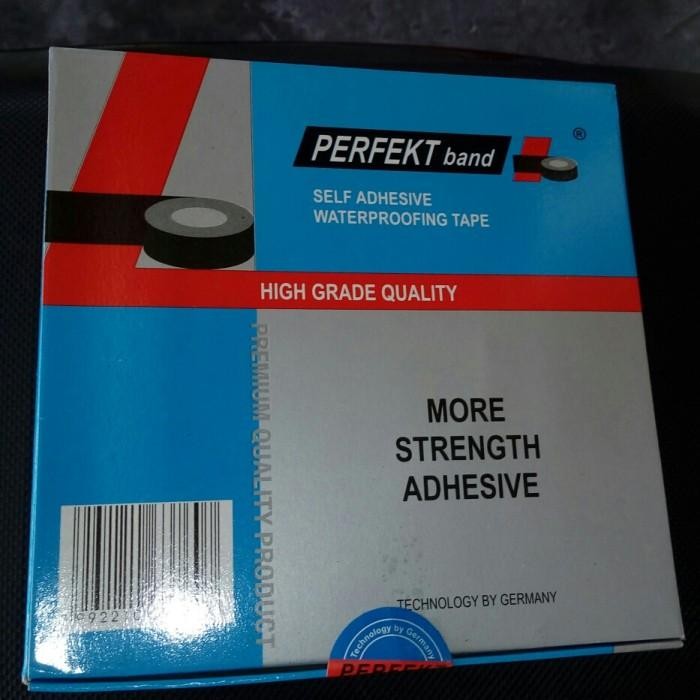 PERFEKT band
®
SELF ADHESIVE
WATERPROOFING TAPE
HIGH GRADE QUALITY
PREMIUM QUALITY PRODUCT
MORE
STRENGTH
ADHESIVE
TECHNOLOGY BY GERMANY
Technology by Germany
PERFEKT